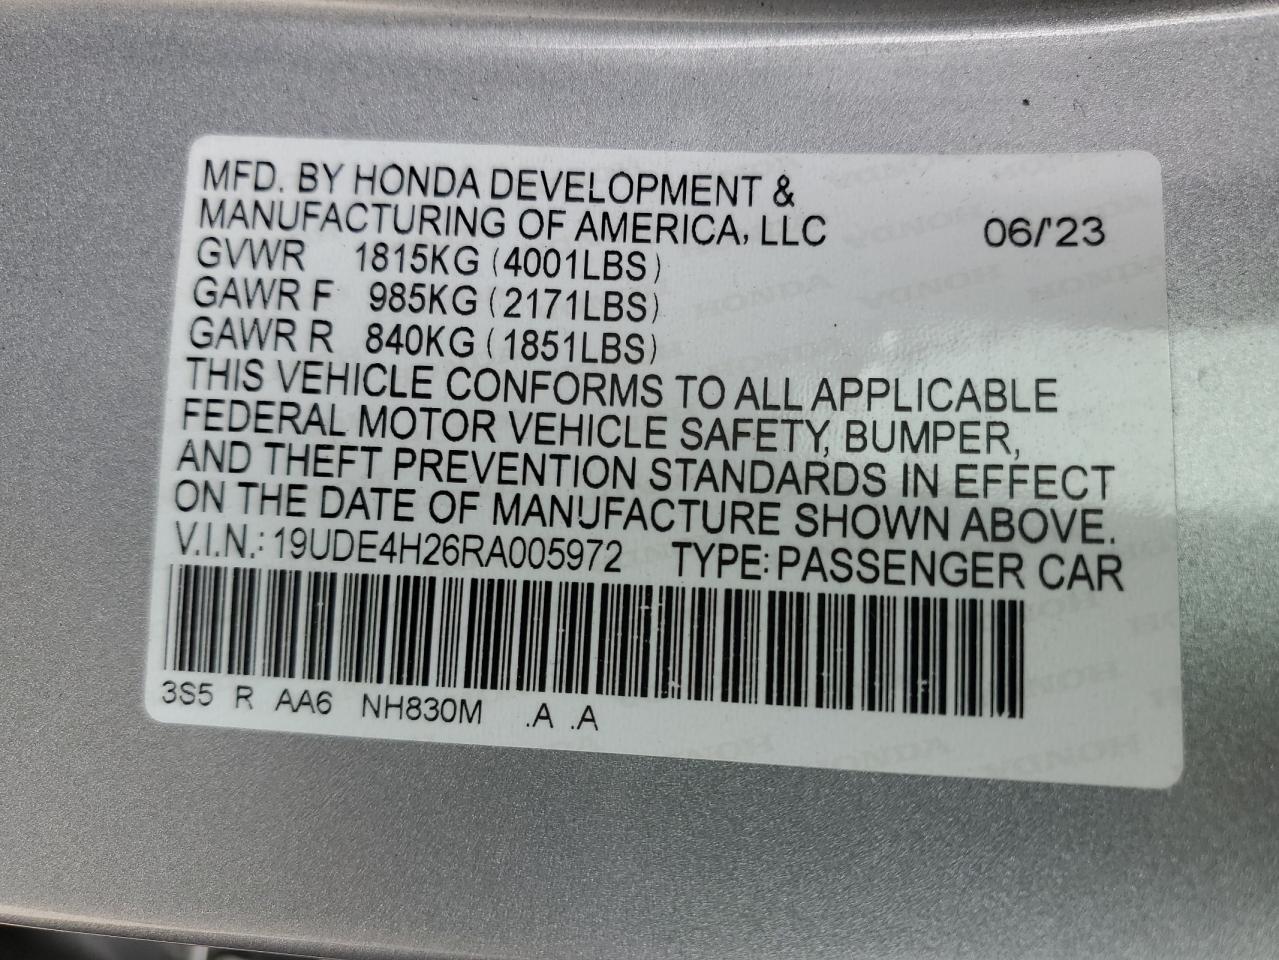 MFD. BY HONDA DEVELOPMENT &
MANUFACTURING OF AMERICA, LLC 06/'23
GVWR 1815KG (4001LBS)
GAWR F 985KG (2171LBS)
GAWR R 840KG (1851LBS)
THIS VEHICLE CONFORMS TO ALL APPLICABLE
FEDERAL MOTOR VEHICLE SAFETY, BUMPER,
AND THEFT PREVENTION STANDARDS IN EFFECT
ON THE DATE OF MANUFACTURE SHOWN ABOVE.
V.I.N.: 19UDE4H26RA005972 TYPE: PASSENGER CAR
3S5 R AA6 NH830M .A .A